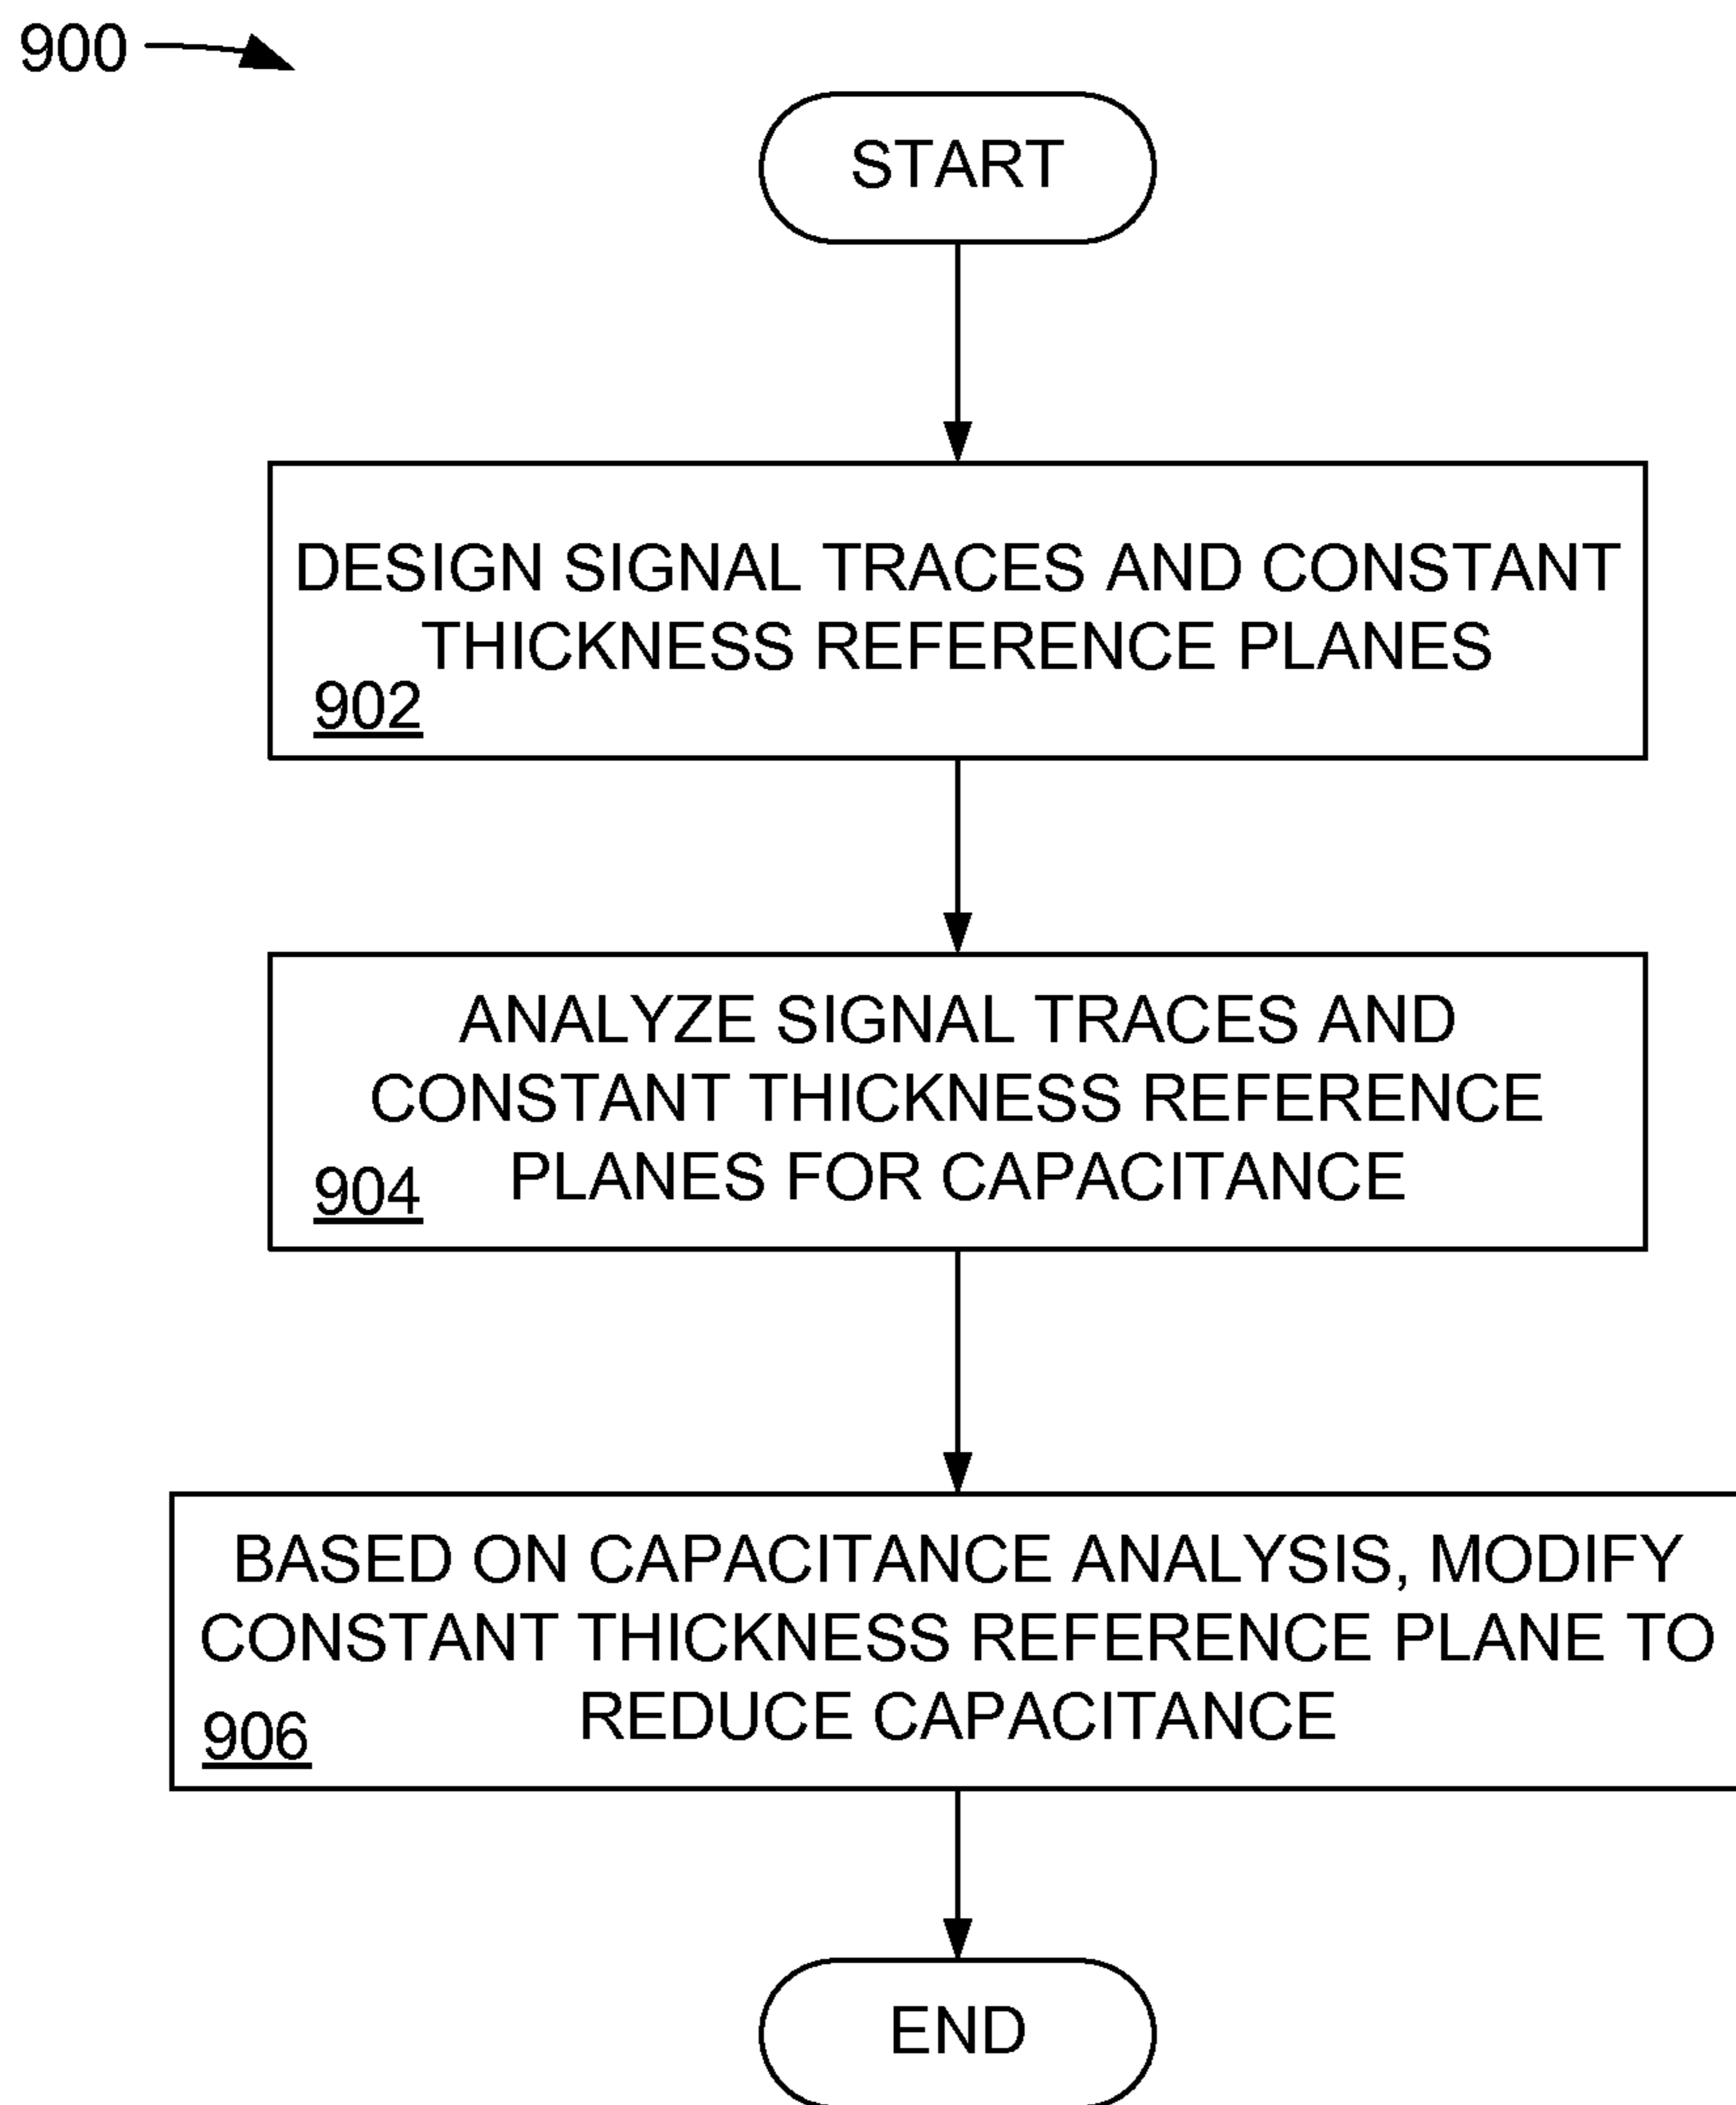 900
START
DESIGN SIGNAL TRACES AND CONSTANT
THICKNESS REFERENCE PLANES
902
ANALYZE SIGNAL TRACES AND
CONSTANT THICKNESS REFERENCE
PLANES FOR CAPACITANCE
904
BASED ON CAPACITANCE ANALYSIS, MODIFY
CONSTANT THICKNESS REFERENCE PLANE TO
REDUCE CAPACITANCE
906
END